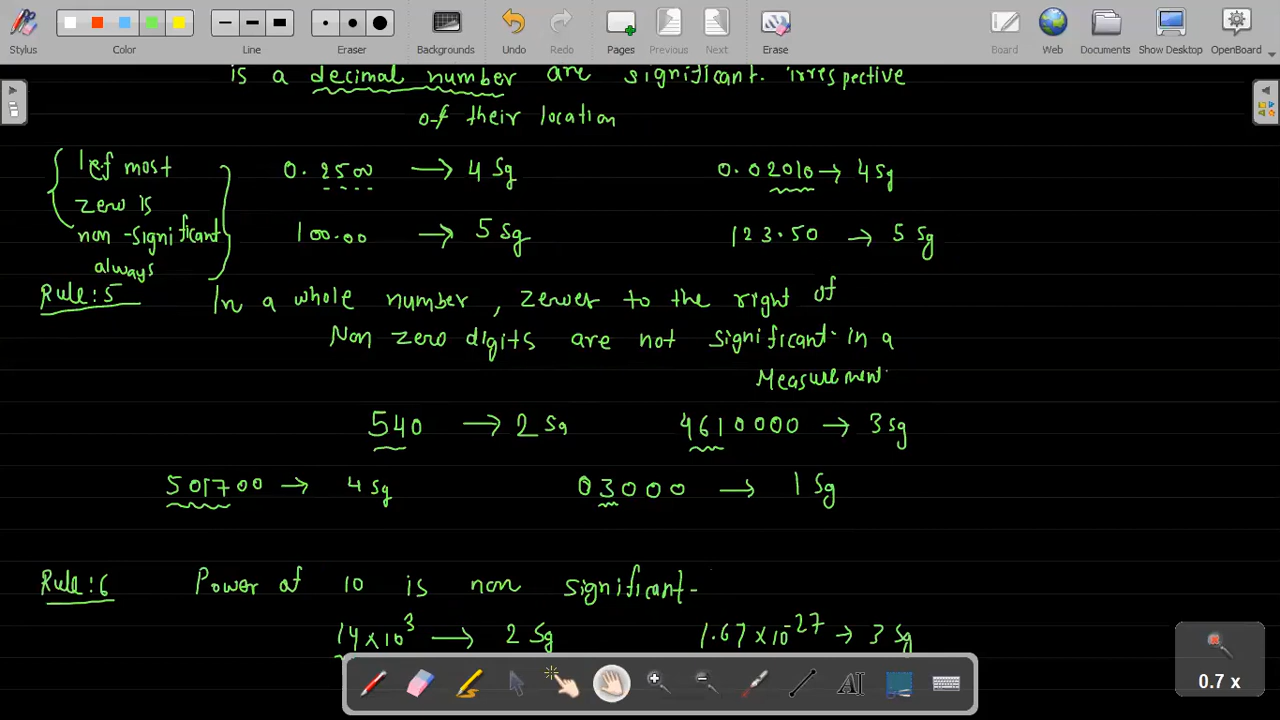 Stylus Color Line Eraser Backgrounds Undo Redo Pages Previous Next Erase Board Web Documents Show Desktop OpenBoard
is a decimal number are significant. irrespective
of their location
lef most
zero is
non-significant
always
0.2500 → 4 Sg
0.02010 → 4 Sg
100.00 → 5 Sg
123.50 → 5 Sg
Rule:5 In a whole number, zeroes to the right of
Non zero digits are not significant. in a
Measurement.
540 → 2 Sg 4610000 → 3 Sg
501700 → 4 Sg 03000 → 1 Sg
Rule:6 Power of 10 is non significant-
14×10³ → 2 Sg 1.67×10⁻²⁷ → 3 Sg
0.7 x